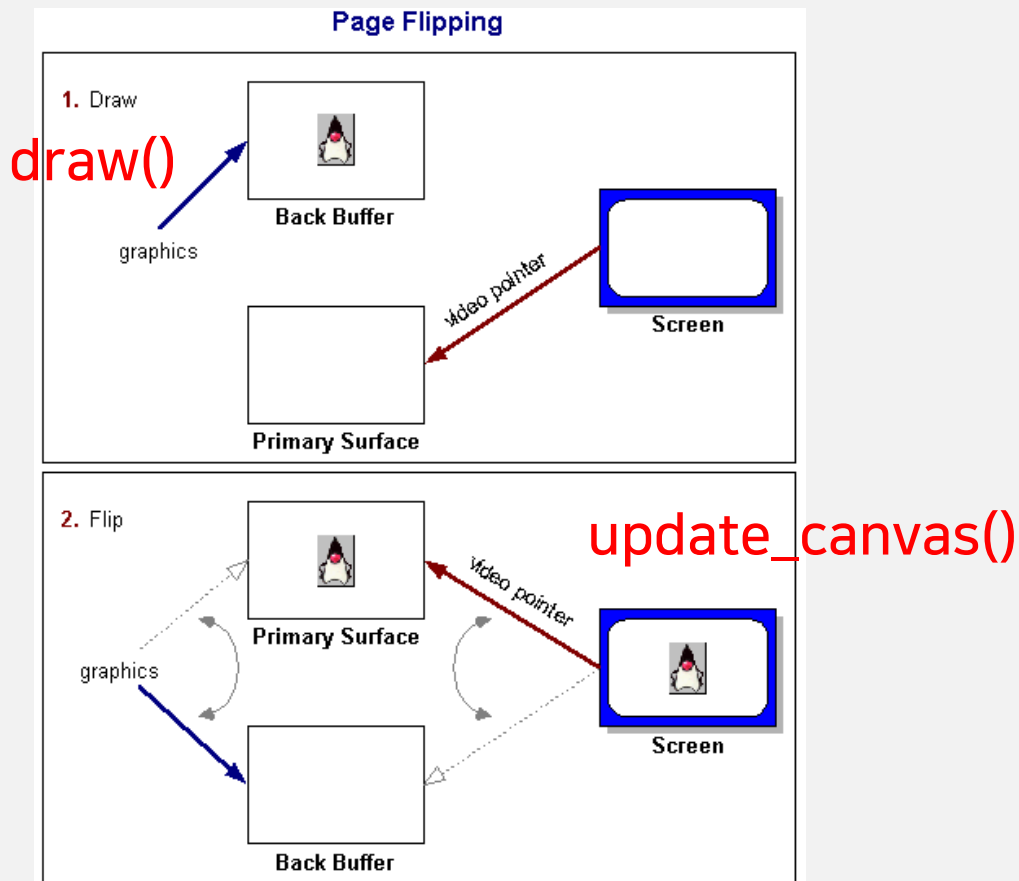 Page Flipping
1. Draw
draw()
graphics
Back Buffer
video pointer
Screen
Primary Surface
2. Flip
update_canvas()
video pointer
Primary Surface
graphics
Screen
Back Buffer